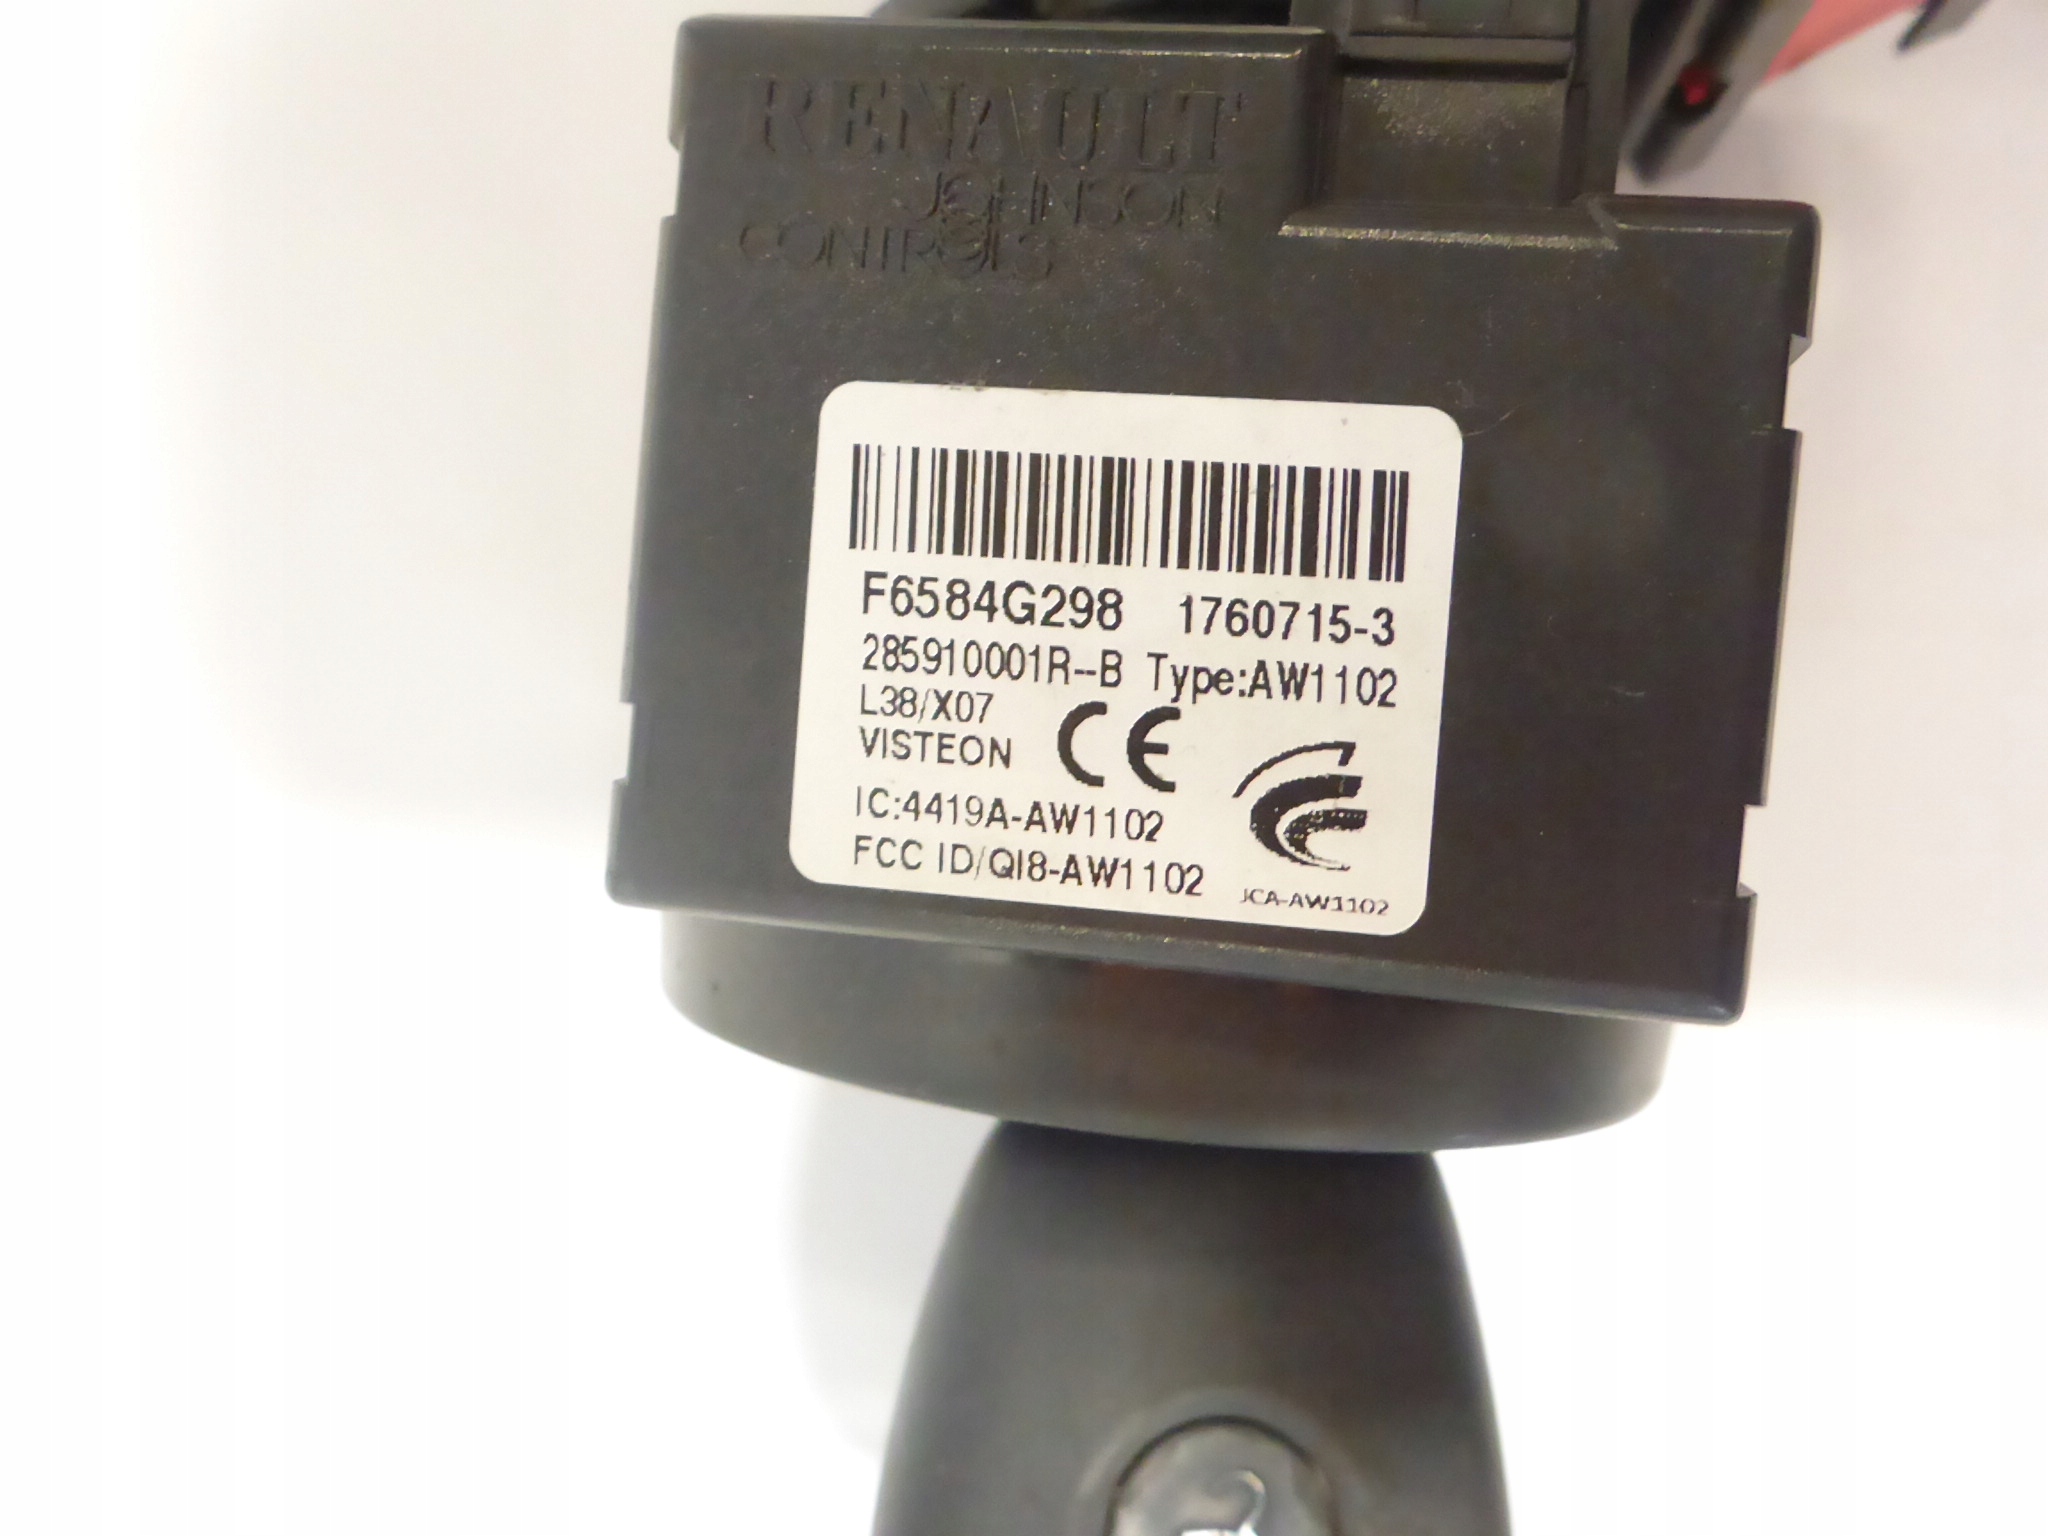 RENAULT
JOHNSON
CONTROLS
F6584G298 1760715-3
285910001R--B Type:AW1102
L38/X07
VISTEON CE
IC:4419A-AW1102
FCC ID/QI8-AW1102
JCA-AW1102